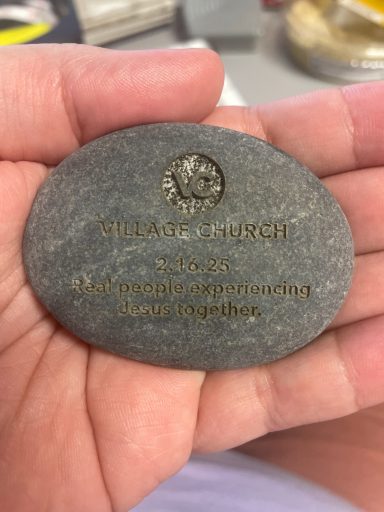 VC
VILLAGE CHURCH
2.16.25
Real people experiencing
Jesus together.